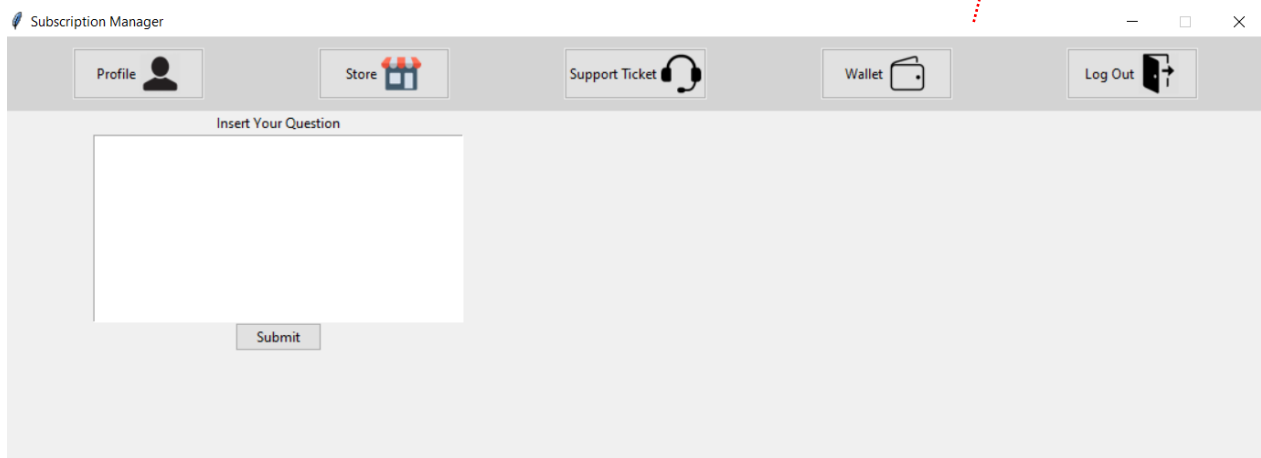 Subscription Manager
Profile Store Support Ticket Wallet Log Out
Insert Your Question
Submit